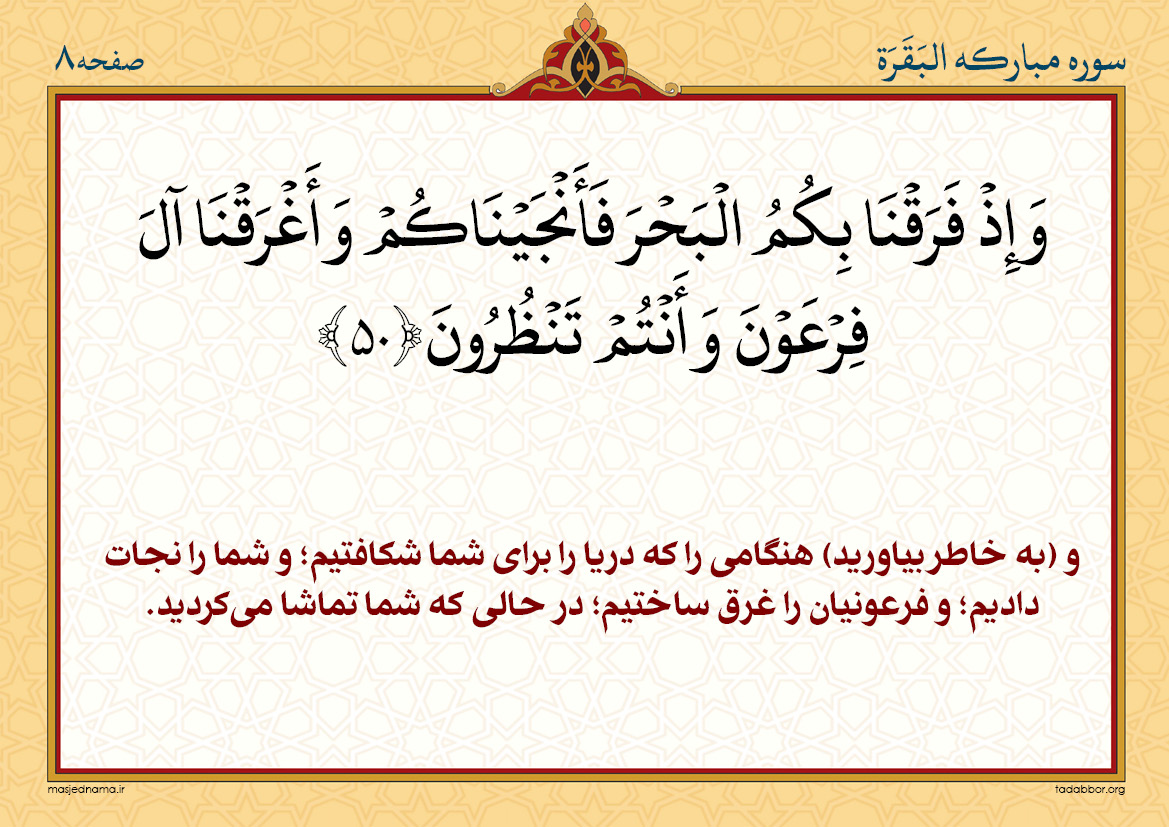 سوره مبارکه البَقَرَة
صفحه۸
وَإِذْ فَرَقْنَا بِكُمُ الْبَحْرَ فَأَنْجَيْنَاكُمْ وَأَغْرَقْنَا آلَ
فِرْعَوْنَ وَأَنْتُمْ تَنْظُرُونَ﴿۵۰﴾
و (به خاطر بیاورید) هنگامی را که دریا را برای شما شکافتیم؛ و شما را نجات
دادیم؛ و فرعونیان را غرق ساختیم؛ در حالی که شما تماشا می‌کردید.
masjednama.ir
tadabbor.org